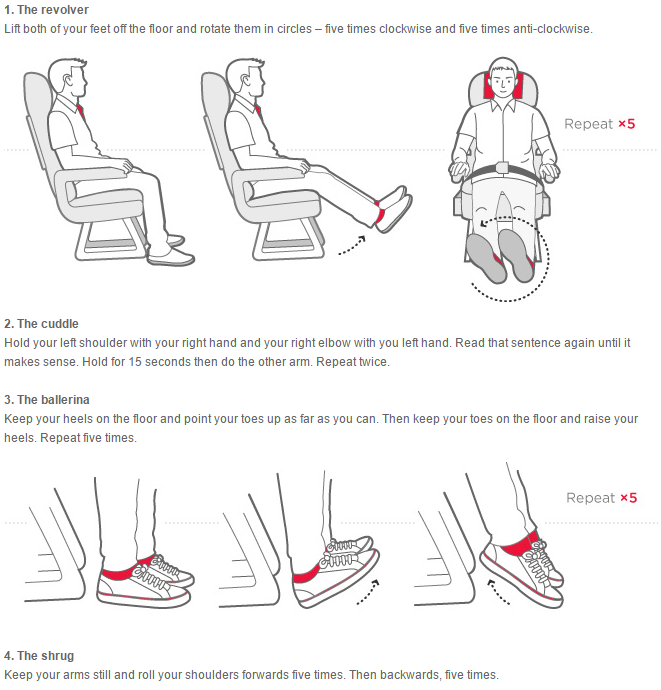 1. The revolver
Lift both of your feet off the floor and rotate them in circles – five times clockwise and five times anti-clockwise.
Repeat ×5
2. The cuddle
Hold your left shoulder with your right hand and your right elbow with you left hand. Read that sentence again until it
makes sense. Hold for 15 seconds then do the other arm. Repeat twice.
3. The ballerina
Keep your heels on the floor and point your toes up as far as you can. Then keep your toes on the floor and raise your
heels. Repeat five times.
Repeat ×5
4. The shrug
Keep your arms still and roll your shoulders forwards five times. Then backwards, five times.